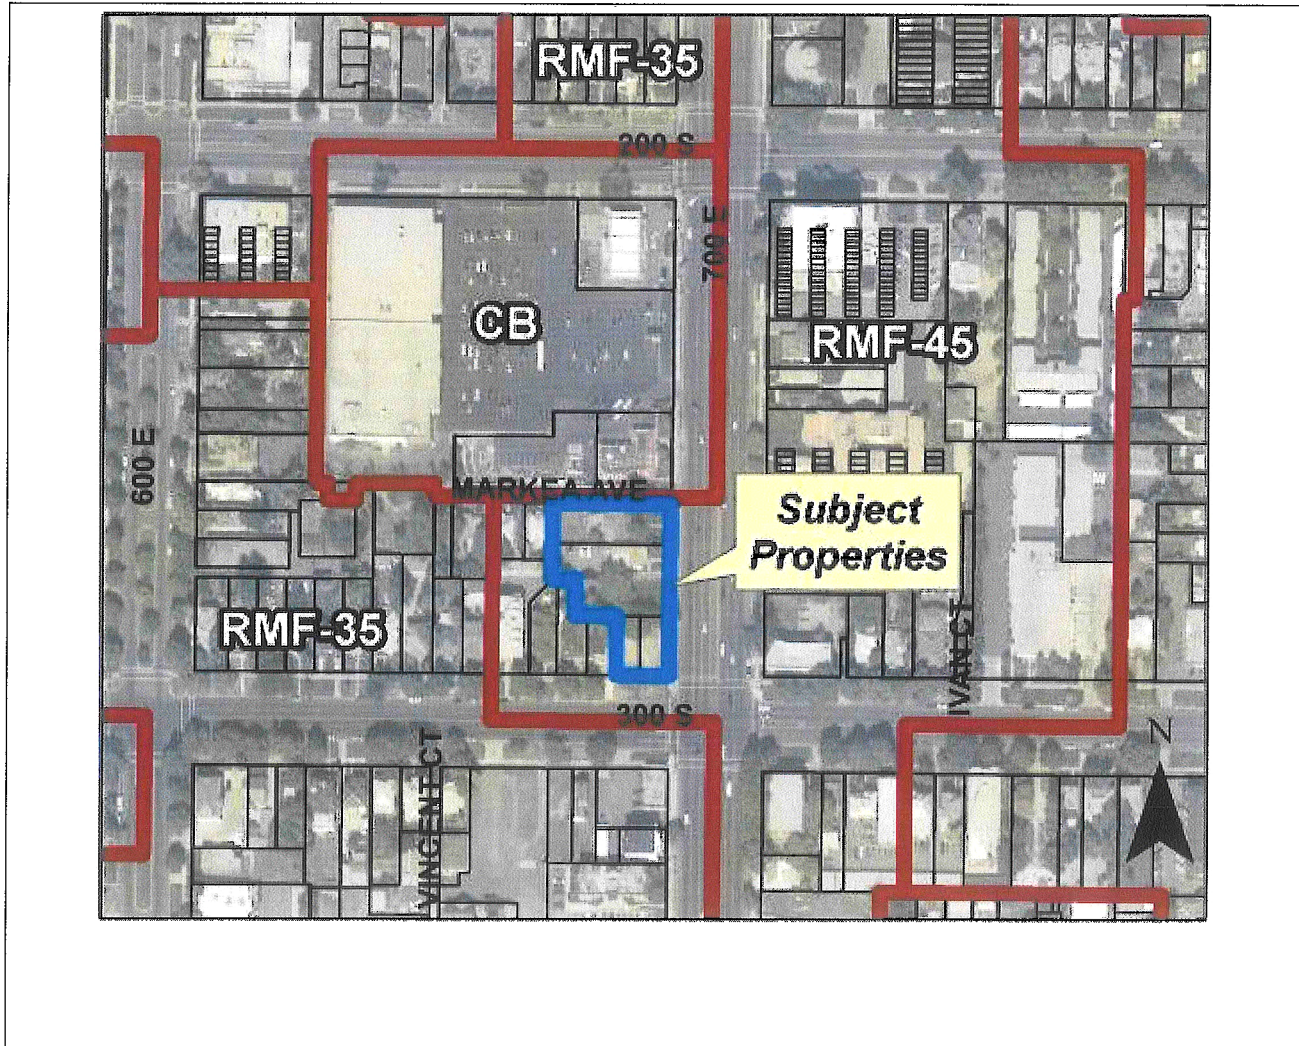 RMF-35
200 S
700 E
CB
RMF-45
600 E
MARKEA AVE
Subject
Properties
RMF-35
IVAN CT
300 S
N
VINCENT CT